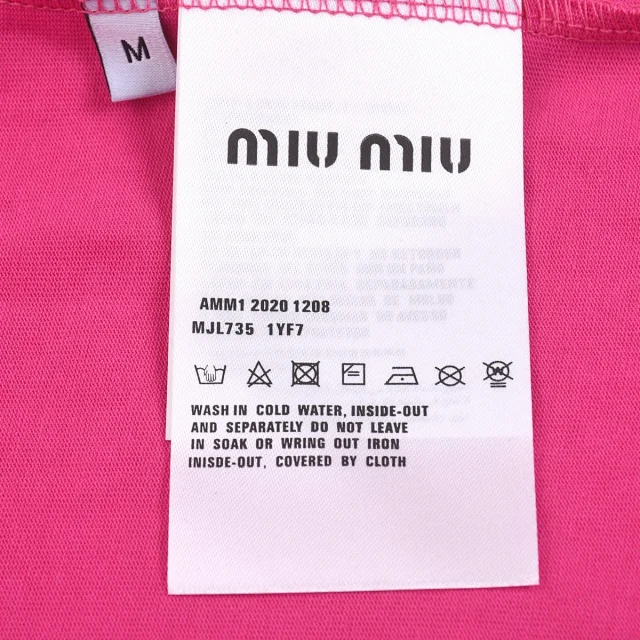 M
miu miu
AMM1 2020 1208
MJL735 1YF7
WASH IN COLD WATER, INSIDE-OUT
AND SEPARATELY DO NOT LEAVE
IN SOAK OR WRING OUT IRON
INISDE-OUT, COVERED BY CLOTH